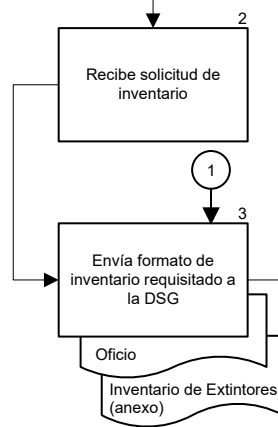 2
Recibe solicitud de
inventario
1
3
Envía formato de
inventario requisitado a
la DSG
Oficio
Inventario de Extintores
(anexo)